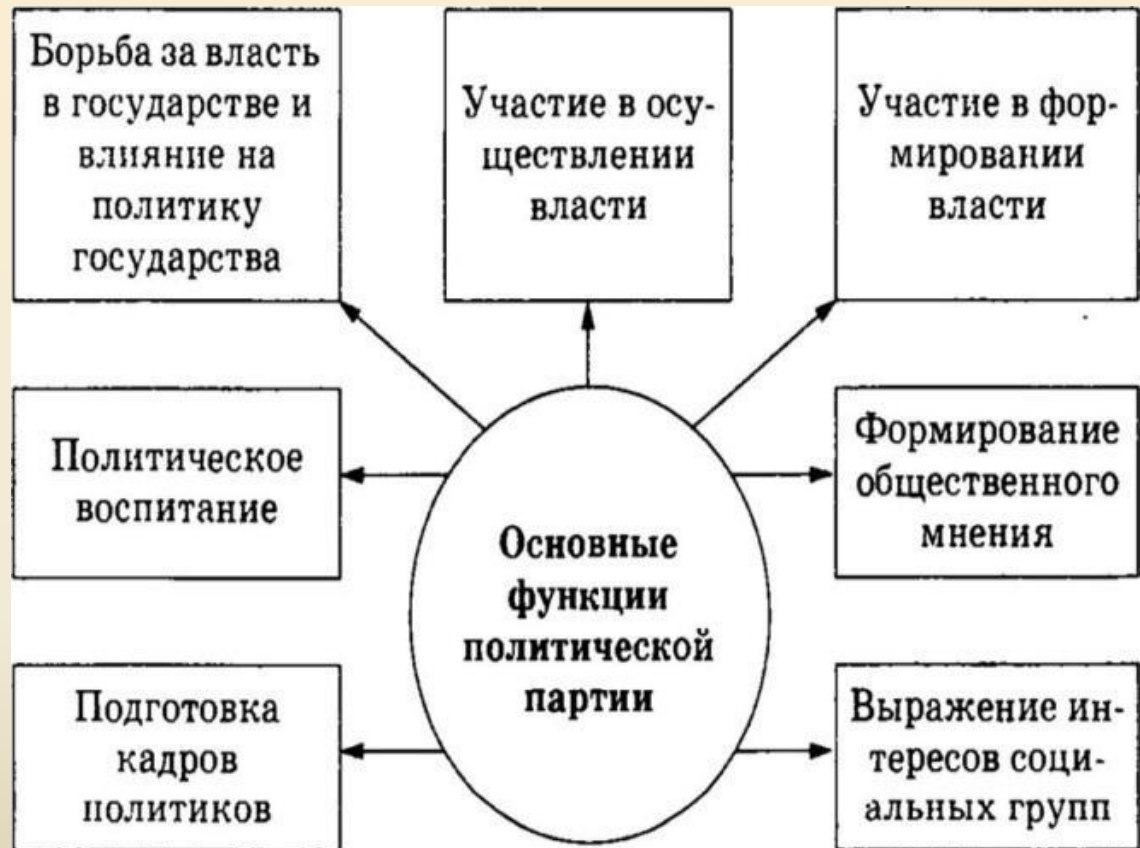 Борьба за власть
в государстве и
влияние на
политику
государства
Участие в осу-
ществлении
власти
Участие в фор-
мировании
власти
Политическое
воспитание
Основные
функции
политической
партии
Формирование
общественного
мнения
Подготовка
кадров
политиков
Выражение ин-
тересов соци-
альных групп